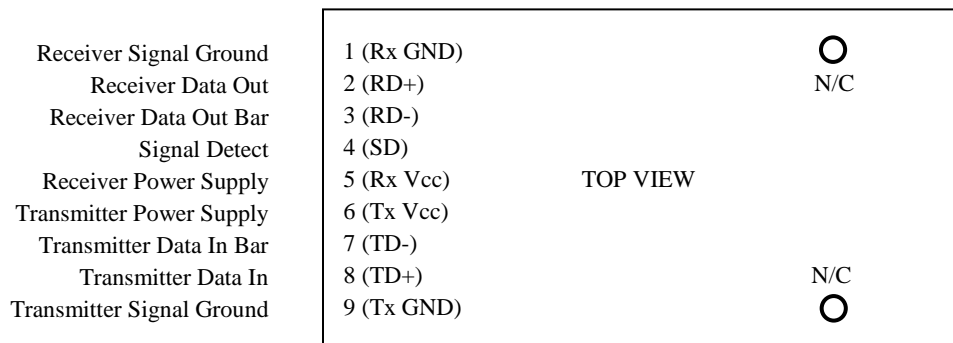 Receiver Signal Ground 1 (Rx GND)
Receiver Data Out 2 (RD+) N/C
Receiver Data Out Bar 3 (RD-)
Signal Detect 4 (SD)
Receiver Power Supply 5 (Rx Vcc) TOP VIEW
Transmitter Power Supply 6 (Tx Vcc)
Transmitter Data In Bar 7 (TD-)
Transmitter Data In 8 (TD+) N/C
Transmitter Signal Ground 9 (Tx GND)